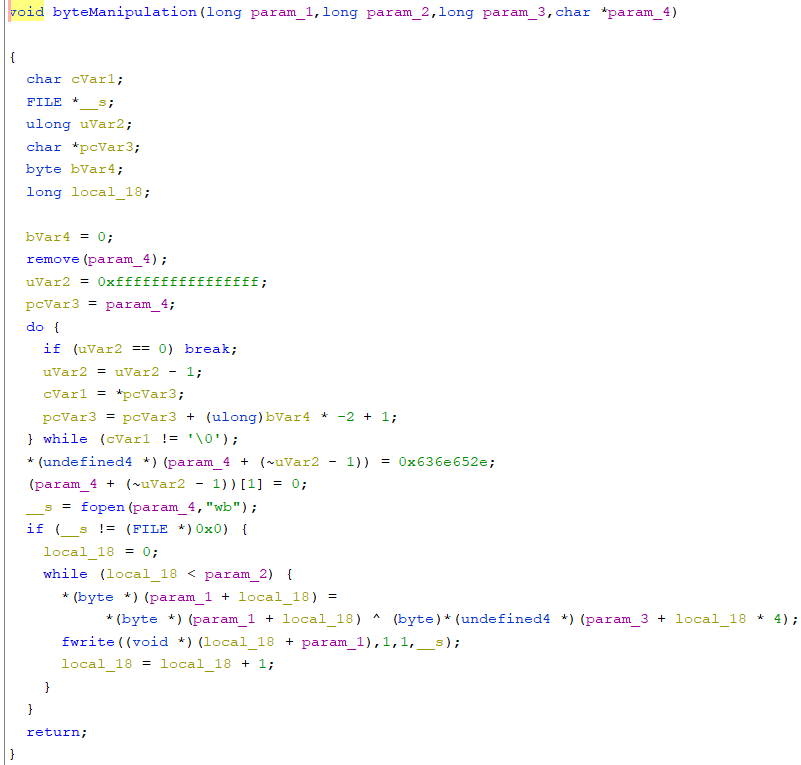 void byteManipulation(long param_1,long param_2,long param_3,char *param_4)
{
char cVar1;
FILE *__s;
ulong uVar2;
char *pcVar3;
byte bVar4;
long local_18;
bVar4 = 0;
remove(param_4);
uVar2 = 0xffffffffffffffff;
pcVar3 = param_4;
do {
if (uVar2 == 0) break;
uVar2 = uVar2 - 1;
cVar1 = *pcVar3;
pcVar3 = pcVar3 + (ulong)bVar4 * -2 + 1;
} while (cVar1 != '\0');
*(undefined4 *)(param_4 + (~uVar2 - 1)) = 0x636e652e;
(param_4 + (~uVar2 - 1))[1] = 0;
__s = fopen(param_4,"wb");
if (__s != (FILE *)0x0) {
local_18 = 0;
while (local_18 < param_2) {
*(byte *)(param_1 + local_18) =
*(byte *)(param_1 + local_18) ^ (byte)*(undefined4 *)(param_3 + local_18 * 4);
fwrite((void *)(local_18 + param_1),1,1,__s);
local_18 = local_18 + 1;
}
}
return;
}